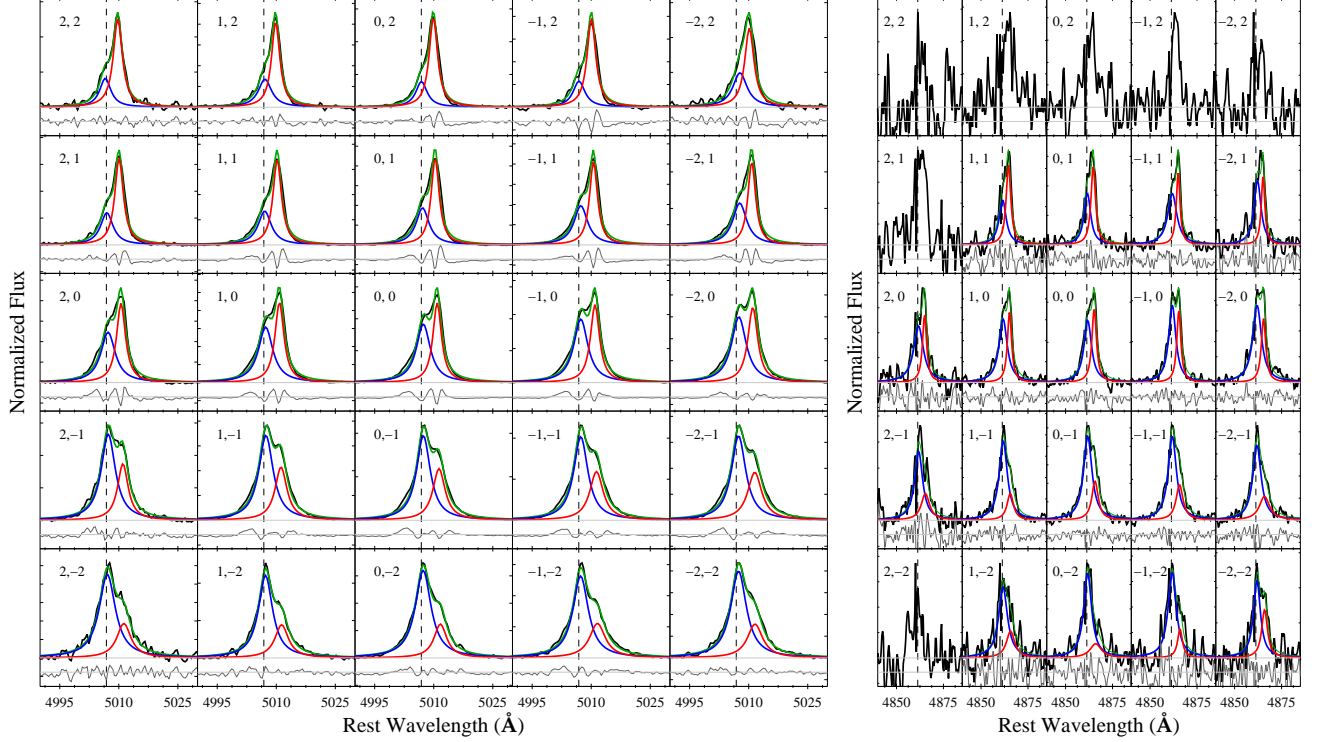 2, 2 1, 2 0, 2 −1, 2 −2, 2 2, 2 1, 2 0, 2 −1, 2 −2, 2
2, 1 1, 1 0, 1 −1, 1 −2, 1 2, 1 1, 1 0, 1 −1, 1 −2, 1
2, 0 1, 0 0, 0 −1, 0 −2, 0 2, 0 1, 0 0, 0 −1, 0 −2, 0
Normalized Flux Normalized Flux
2,−1 1,−1 0,−1 −1,−1 −2,−1 2,−1 1,−1 0,−1 −1,−1 −2,−1
2,−2 1,−2 0,−2 −1,−2 −2,−2 2,−2 1,−2 0,−2 −1,−2 −2,−2
4995 5010 5025 4995 5010 5025 4995 5010 5025 4995 5010 5025 4995 5010 5025 4850 4875 4850 4875 4850 4875 4850 4875 4850 4875
Rest Wavelength (Å) Rest Wavelength (Å)